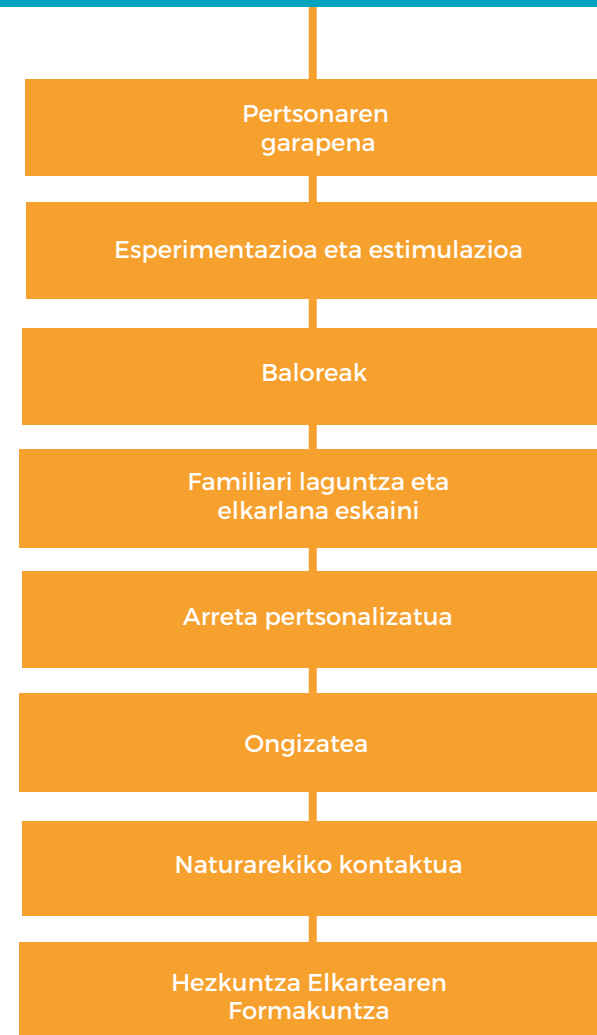 Pertsonaren
garapena
Esperimentazioa eta estimulazioa
Baloreak
Familiari laguntza eta
elkarlana eskaini
Arreta pertsonalizatua
Ongizatea
Naturarekiko kontaktua
Hezkuntza Elkartearen
Formakuntza